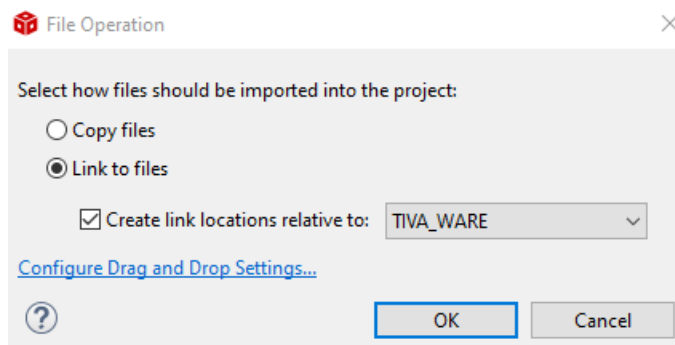 File Operation
Select how files should be imported into the project:
Copy files
Link to files
Create link locations relative to: TIVA_WARE
Configure Drag and Drop Settings...
? OK Cancel